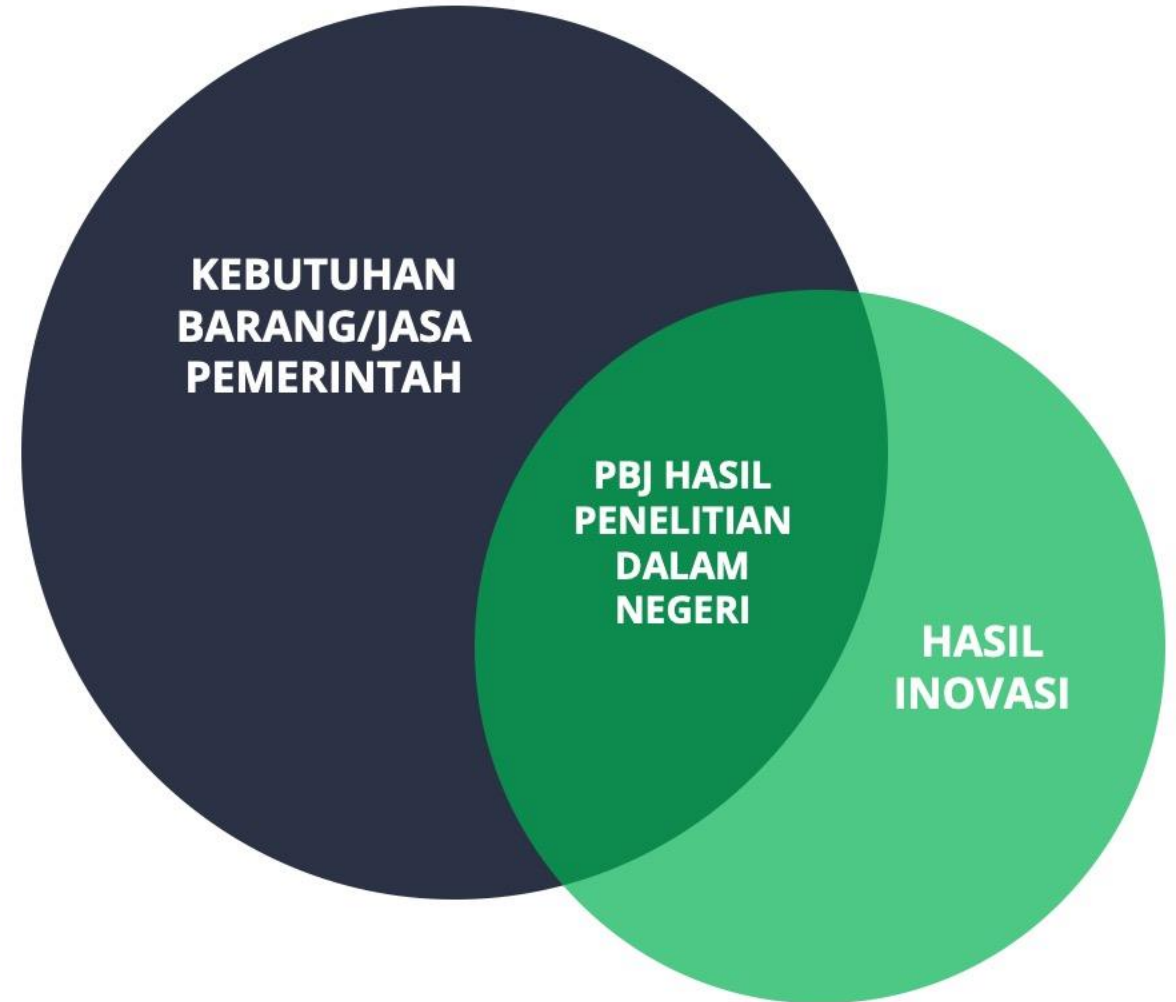 KEBUTUHAN
BARANG/JASA
PEMERINTAH
PBJ HASIL
PENELITIAN
DALAM
NEGERI
HASIL
INOVASI